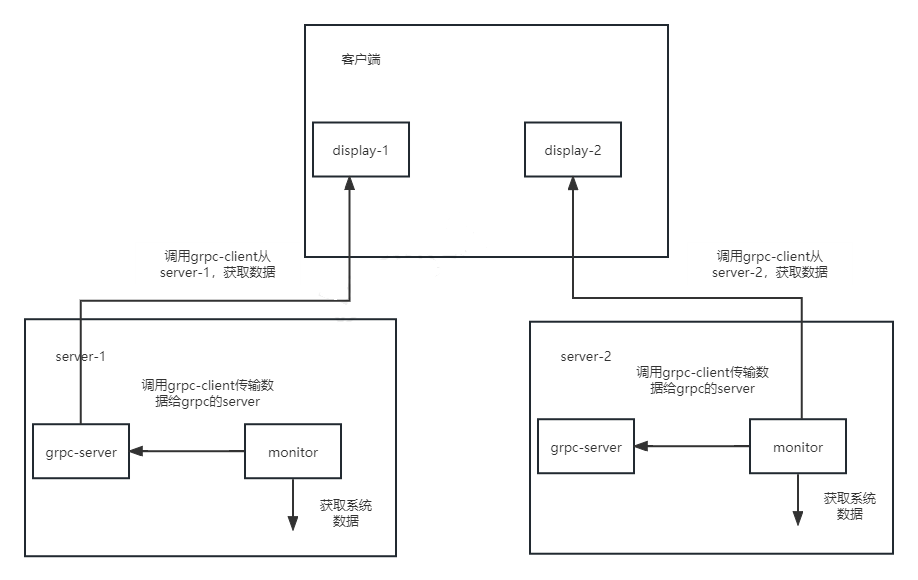 客户端
display-1
display-2
调用grpc-client从
server-1，获取数据
调用grpc-client从
server-2，获取数据
server-1
调用grpc-client传输数
据给grpc的server
grpc-server
monitor
获取系统
数据
server-2
调用grpc-client传输数
据给grpc的server
grpc-server
monitor
获取系统
数据